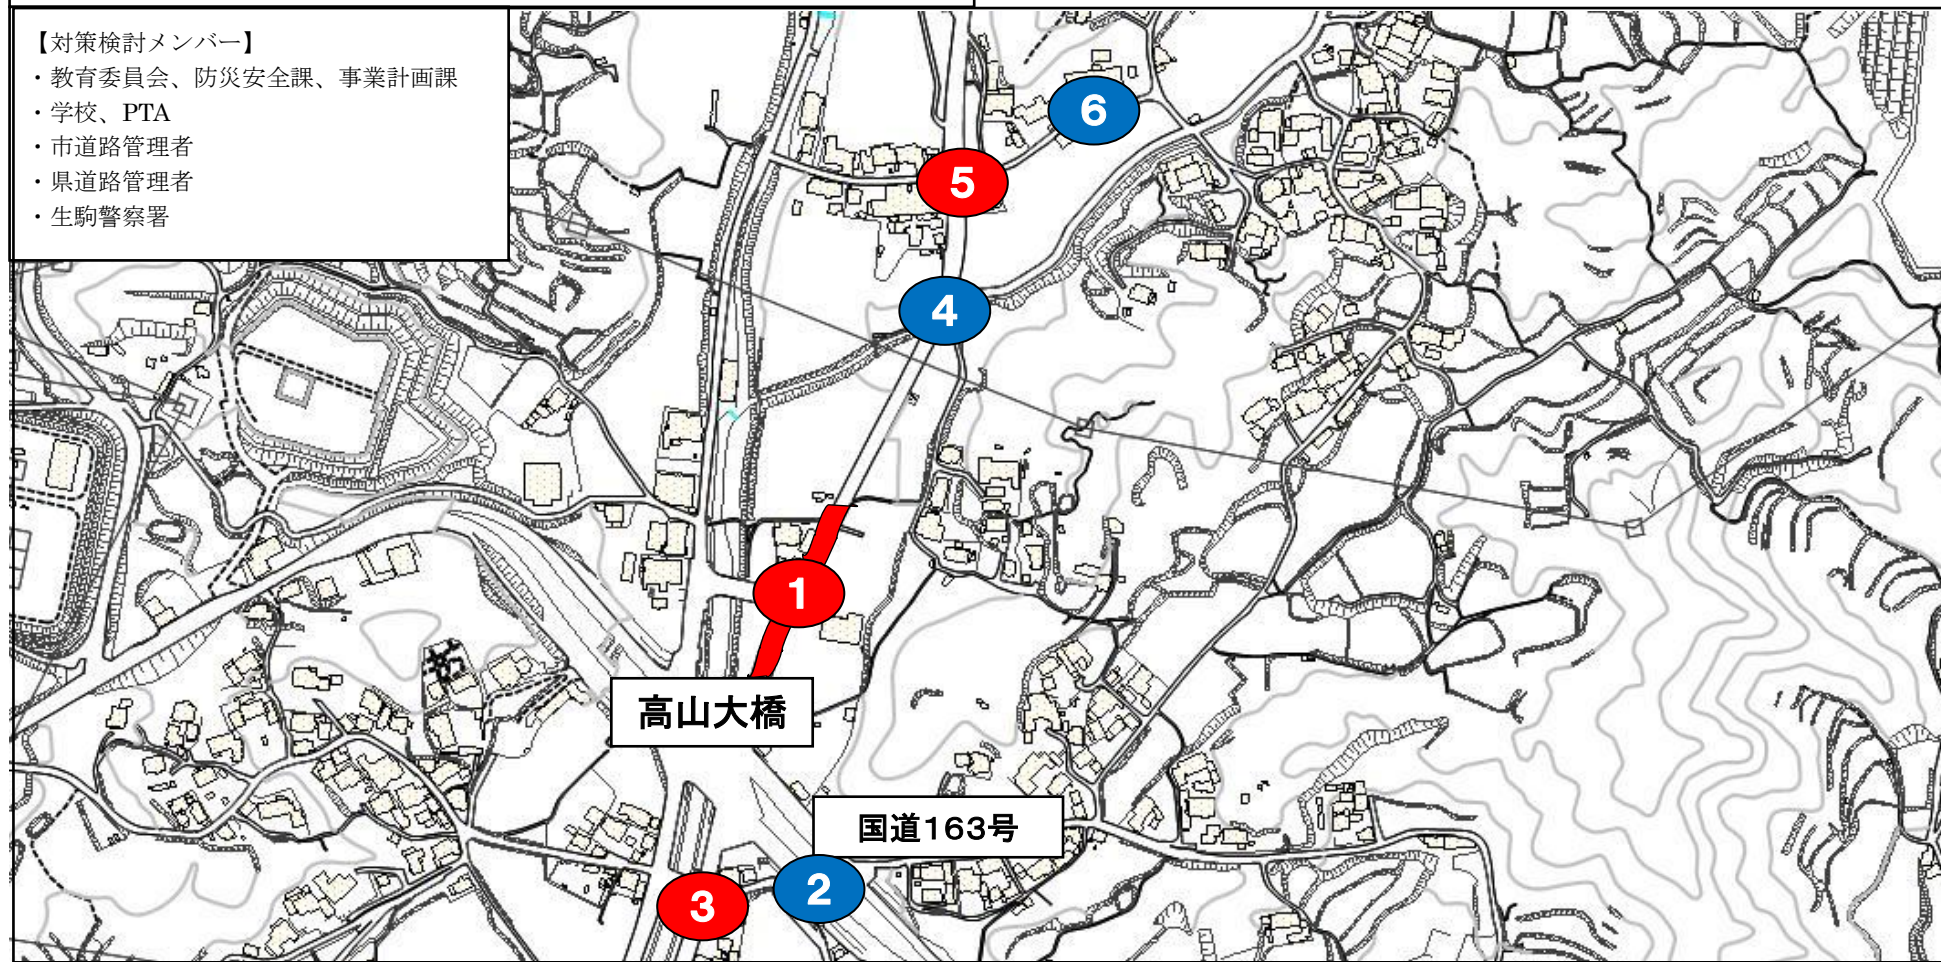 【対策検討メンバー】
・教育委員会、防災安全課、事業計画課
・学校、PTA
・市道路管理者
・県道路管理者
・生駒警察署
6
5
4
1
高山大橋
国道163号
2
3